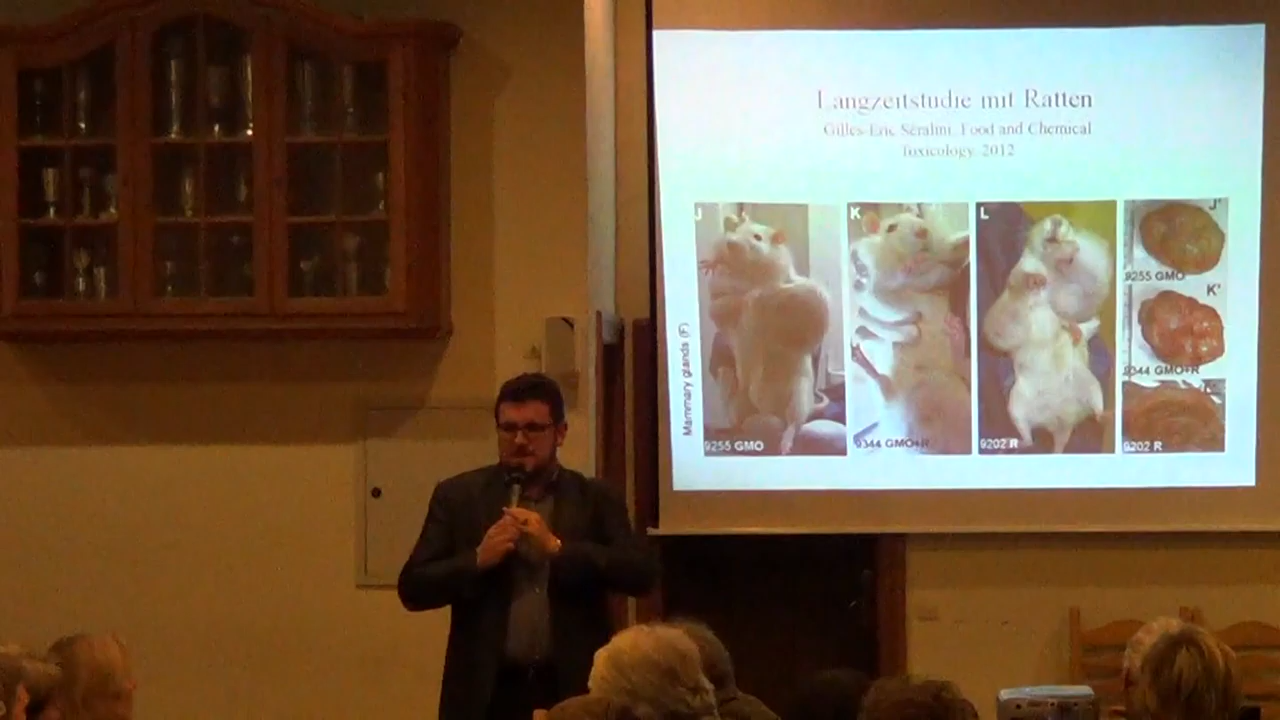 Langzeitstudie mit Ratten
Gilles-Eric Séralini, Food and Chemical
Toxicology, 2012
J
K
L
J'
9255 GMO
K'
9344 GMO+R
Mammary glands (F)
9255 GMO
9344 GMO+R
9202 R
9202 R